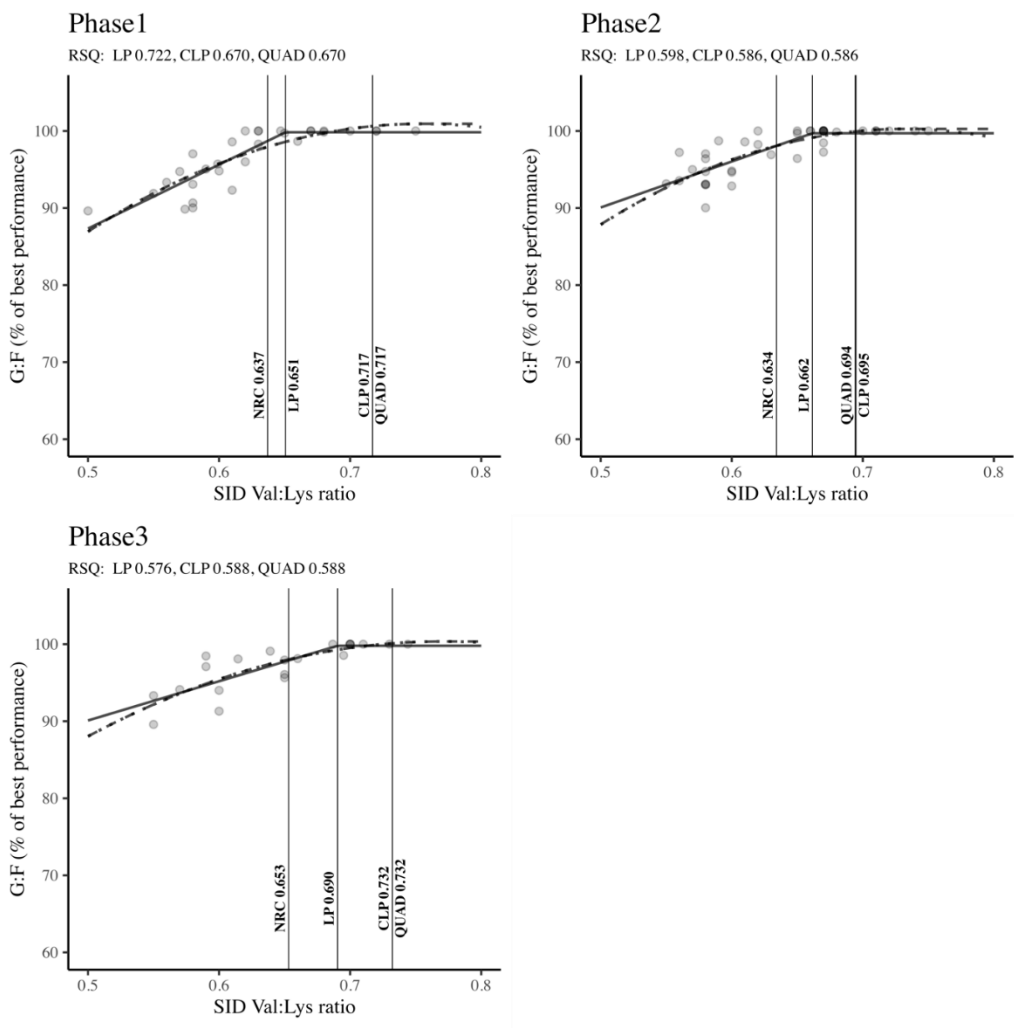 Phase1
RSQ: LP 0.722, CLP 0.670, QUAD 0.670
G:F (% of best performance)
100
90
80
70
60
NRC 0.637
LP 0.651
CLP 0.717
QUAD 0.717
0.5 0.6 0.7 0.8
SID Val:Lys ratio
Phase2
RSQ: LP 0.598, CLP 0.586, QUAD 0.586
G:F (% of best performance)
100
90
80
70
60
NRC 0.634
LP 0.662
QUAD 0.694
CLP 0.695
0.5 0.6 0.7 0.8
SID Val:Lys ratio
Phase3
RSQ: LP 0.576, CLP 0.588, QUAD 0.588
G:F (% of best performance)
100
90
80
70
60
NRC 0.653
LP 0.690
CLP 0.732
QUAD 0.732
0.5 0.6 0.7 0.8
SID Val:Lys ratio